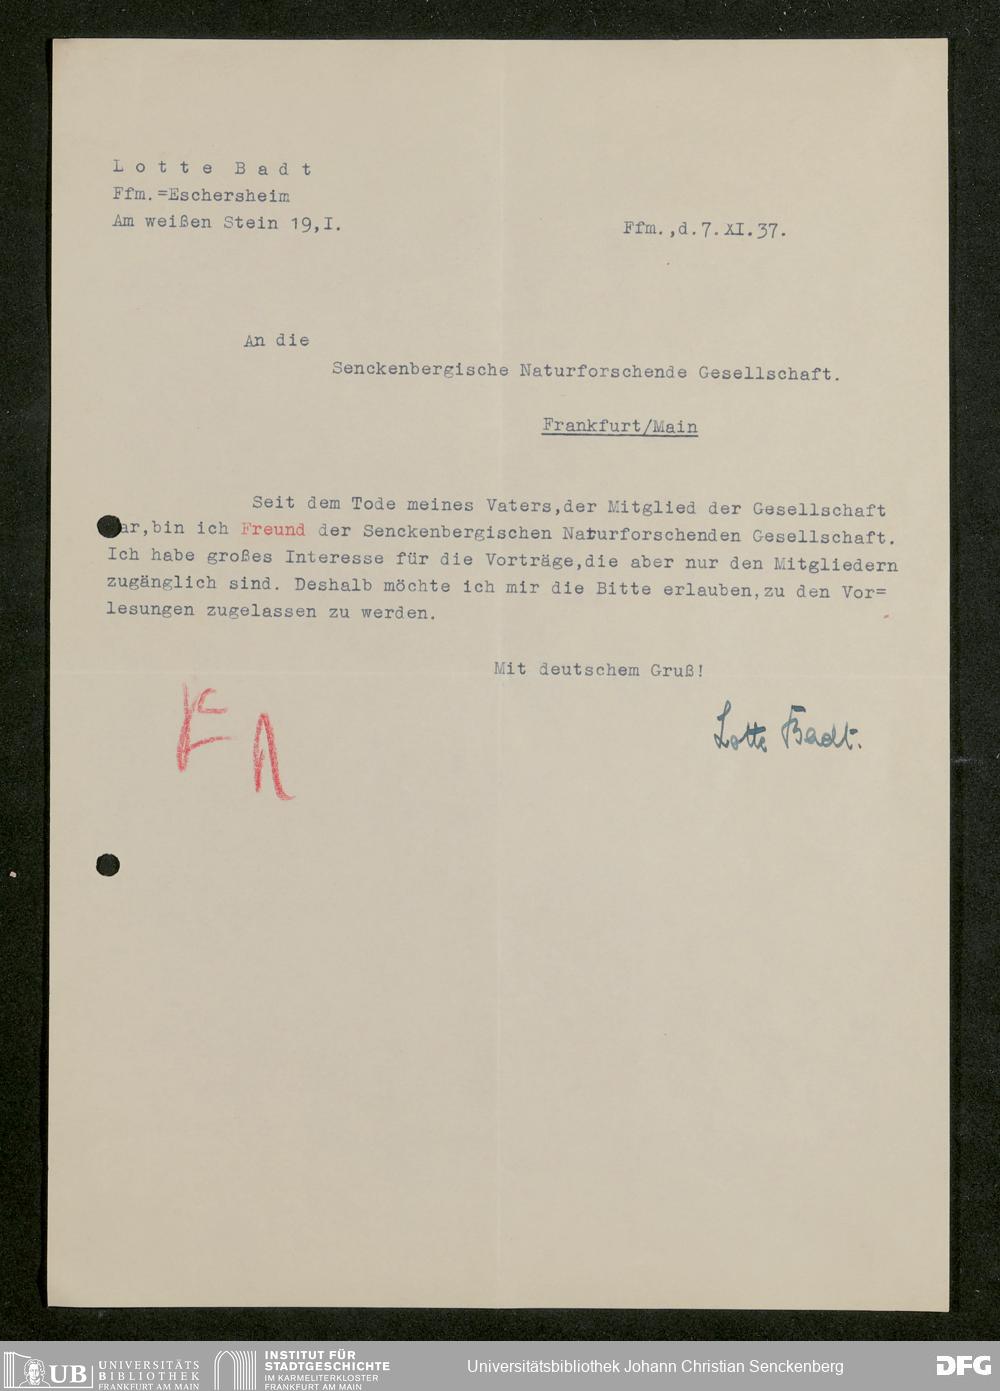 Lotte Badt
Ffm.=Eschersheim
Am weißen Stein 19,I.
Ffm.,d.7.XI.37.
An die
Senckenbergische Naturforschende Gesellschaft.
Frankfurt/Main
Seit dem Tode meines Vaters,der Mitglied der Gesellschaft
ar,bin ich Freund der Senckenbergischen Naturforschenden Gesellschaft.
Ich habe großes Interesse für die Vorträge,die aber nur den Mitgliedern
zugänglich sind. Deshalb möchte ich mir die Bitte erlauben,zu den Vor=
lesungen zugelassen zu werden.
Mit deutschem Gruß!
Lotte Badt.
UB UNIVERSITÄTS
BIBLIOTHEK
FRANKFURT AM MAIN
INSTITUT FÜR
STADTGESCHICHTE
IM KARMELITERKLOSTER
FRANKFURT AM MAIN
Universitätsbibliothek Johann Christian Senckenberg
DFG